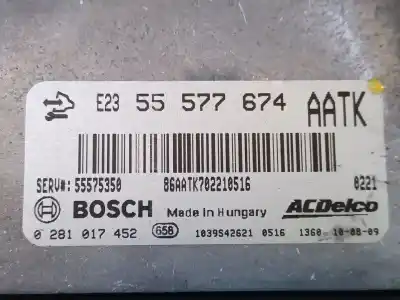 E23 55 577 674 AATK
SERV#:55575350 86AATK702210516 0221
BOSCH Made in Hungary ACDelco
0 281 017 452 658 1039S42621 0516 1360 10-08-09